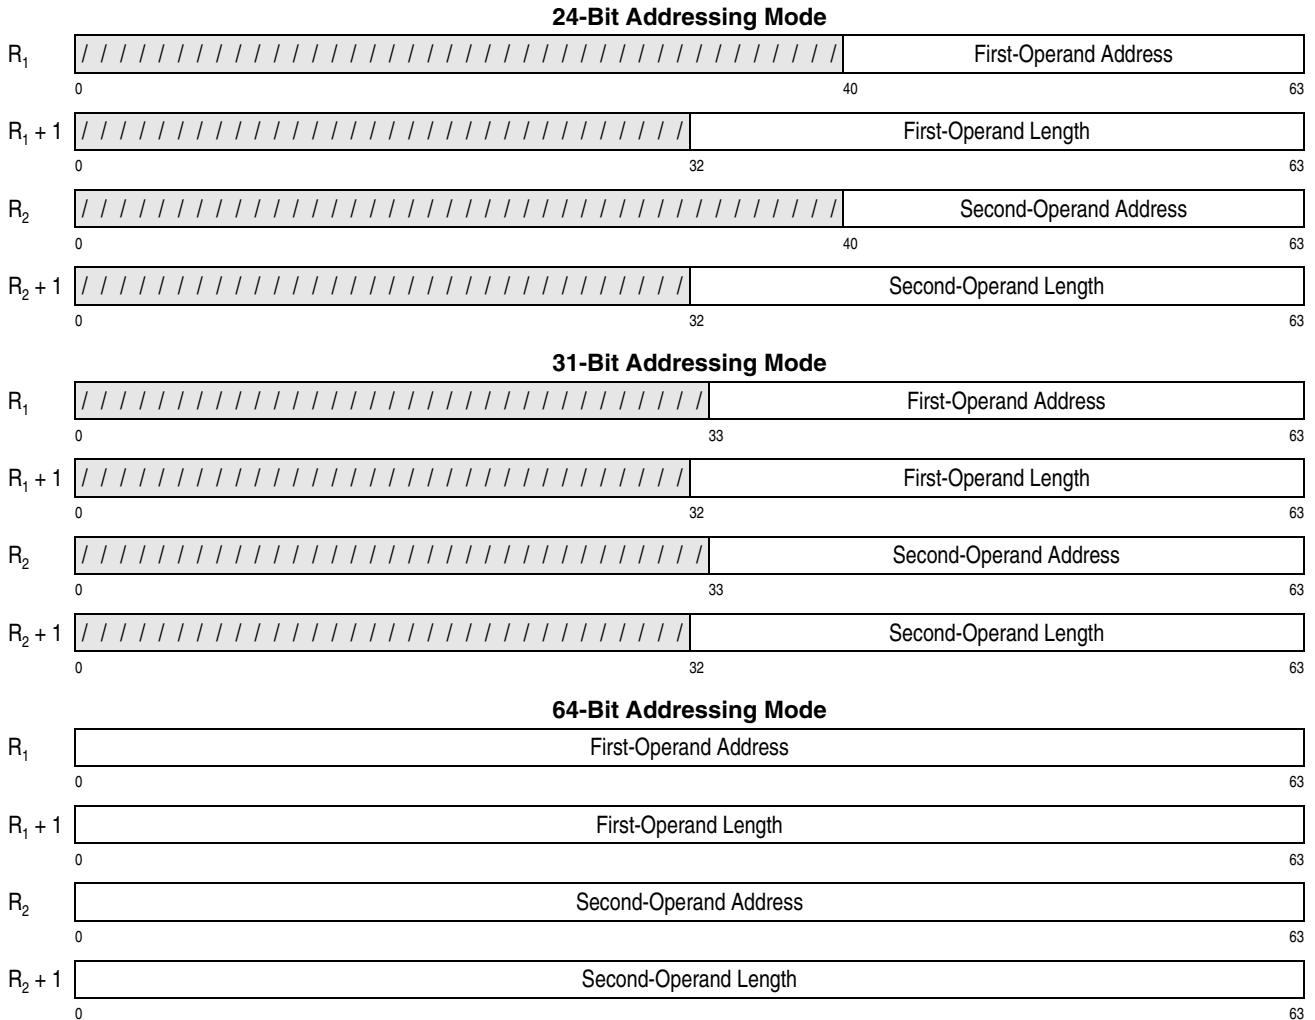 24-Bit Addressing Mode
R₁ / / / / / / / / / / / / / / / / / / / / / / / / / / / / / / / / / / / / / / / / First-Operand Address
0 40 63
R₁ + 1 / / / / / / / / / / / / / / / / / / / / / / / / / / / / / / / / First-Operand Length
0 32 63
R₂ / / / / / / / / / / / / / / / / / / / / / / / / / / / / / / / / / / / / / / / / Second-Operand Address
0 40 63
R₂ + 1 / / / / / / / / / / / / / / / / / / / / / / / / / / / / / / / / Second-Operand Length
0 32 63
31-Bit Addressing Mode
R₁ / / / / / / / / / / / / / / / / / / / / / / / / / / / / / / / / / First-Operand Address
0 33 63
R₁ + 1 / / / / / / / / / / / / / / / / / / / / / / / / / / / / / / / / First-Operand Length
0 32 63
R₂ / / / / / / / / / / / / / / / / / / / / / / / / / / / / / / / / / Second-Operand Address
0 33 63
R₂ + 1 / / / / / / / / / / / / / / / / / / / / / / / / / / / / / / / / Second-Operand Length
0 32 63
64-Bit Addressing Mode
R₁ First-Operand Address
0 63
R₁ + 1 First-Operand Length
0 63
R₂ Second-Operand Address
0 63
R₂ + 1 Second-Operand Length
0 63